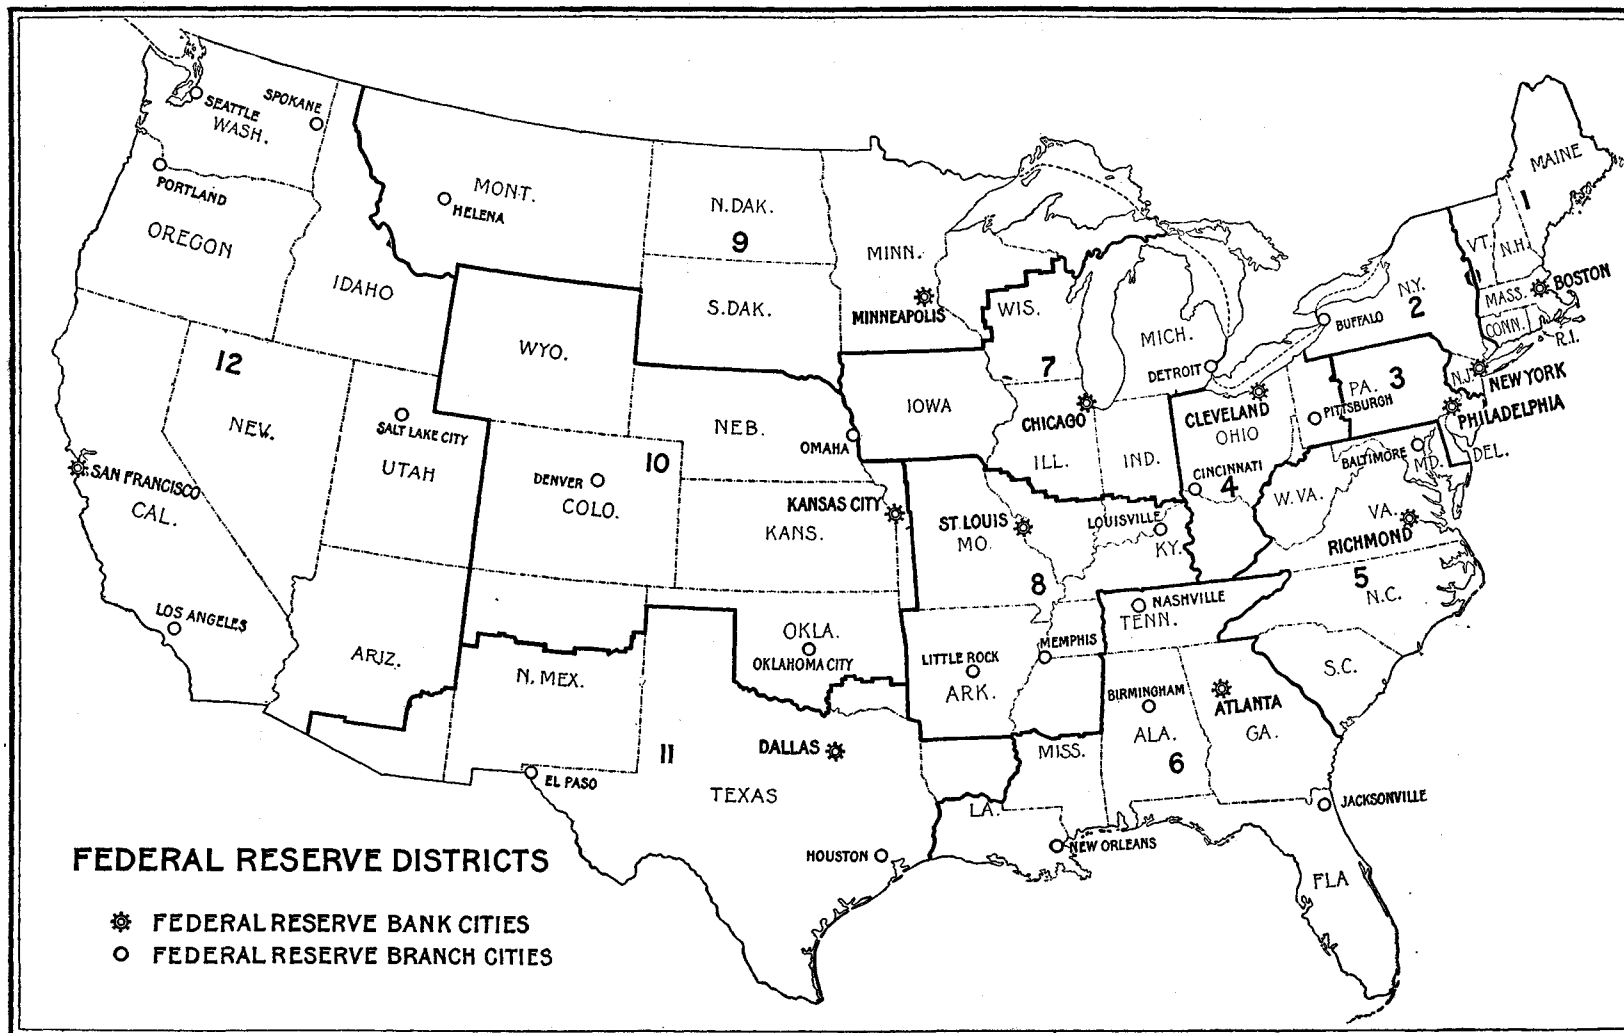 SEATTLE
SPOKANE
WASH.
PORTLAND
OREGON
IDAHO
MONT.
HELENA
N.DAK.
9
S.DAK.
MINN.
MINNEAPOLIS
WIS.
MICH.
7
DETROIT
MAINE
1
VT.
N.H.
MASS.
BOSTON
CONN.
R.I.
N.Y.
2
BUFFALO
N.J.
NEW YORK
PA.
3
PITTSBURGH
PHILADELPHIA
CLEVELAND
OHIO
CINCINNATI
4
BALTIMORE
MD.
DEL.
W.VA.
VA.
RICHMOND
5
N.C.
S.C.
12
NEV.
SALT LAKE CITY
UTAH
SAN FRANCISCO
CAL.
LOS ANGELES
ARIZ.
WYO.
NEB.
OMAHA
10
DENVER
COLO.
KANSAS CITY
KANS.
IOWA
CHICAGO
ILL.
IND.
ST. LOUIS
MO.
LOUISVILLE
KY.
8
NASHVILLE
TENN.
MEMPHIS
LITTLE ROCK
ARK.
OKLA.
OKLAHOMA CITY
N. MEX.
11
DALLAS
TEXAS
EL PASO
HOUSTON
LA.
NEW ORLEANS
MISS.
BIRMINGHAM
ALA.
6
ATLANTA
GA.
JACKSONVILLE
FLA
FEDERAL RESERVE DISTRICTS
FEDERAL RESERVE BANK CITIES
FEDERAL RESERVE BRANCH CITIES